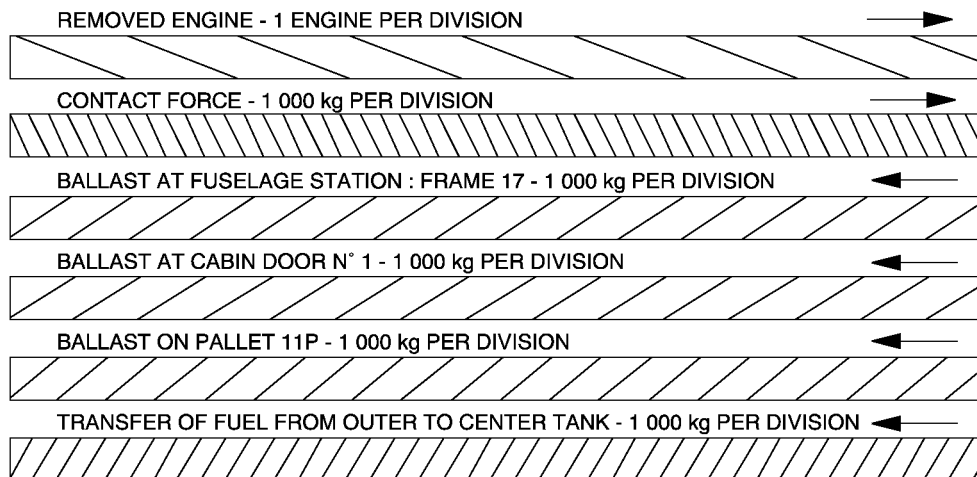 REMOVED ENGINE - 1 ENGINE PER DIVISION
CONTACT FORCE - 1 000 kg PER DIVISION
BALLAST AT FUSELAGE STATION : FRAME 17 - 1 000 kg PER DIVISION
BALLAST AT CABIN DOOR N° 1 - 1 000 kg PER DIVISION
BALLAST ON PALLET 11P - 1 000 kg PER DIVISION
TRANSFER OF FUEL FROM OUTER TO CENTER TANK - 1 000 kg PER DIVISION